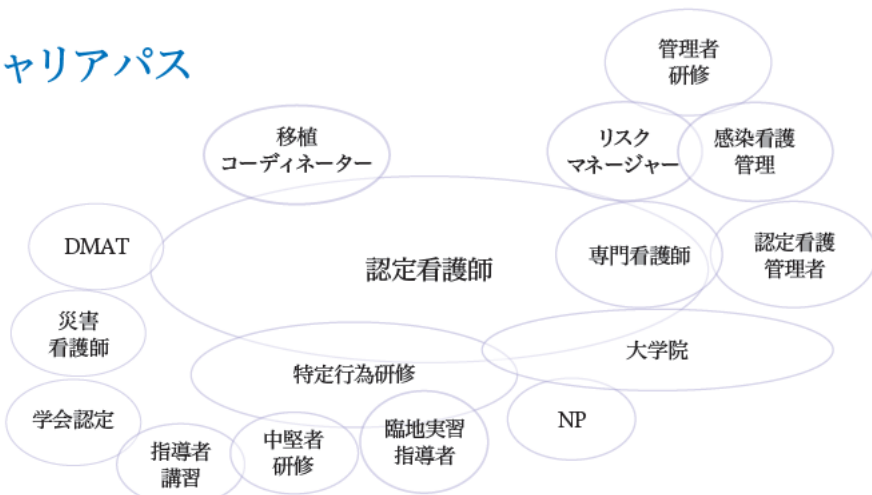 ャリアパス
管理者
研修
移植
コーディネーター
リスク
マネージャー
感染看護
管理
DMAT
認定看護師
専門看護師
認定看護
管理者
災害
看護師
大学院
特定行為研修
学会認定
指導者
講習
中堅者
研修
臨地実習
指導者
NP